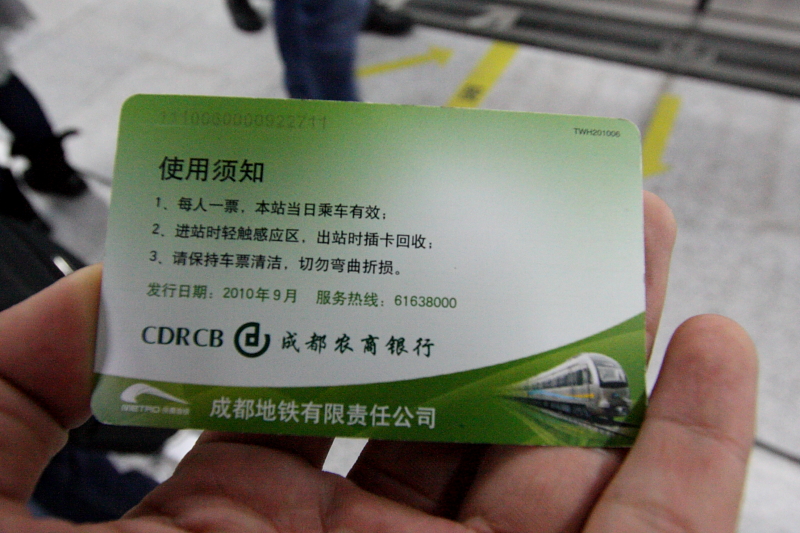 1110080000922711
TWH201006
使用须知
1、每人一票，本站当日乘车有效；
2、进站时轻触感应区，出站时插卡回收；
3、请保持车票清洁，切勿弯曲折损。
发行日期：2010年9月 服务热线：61638000
CDRCB 成都农商银行
METRO 成都地铁有限责任公司